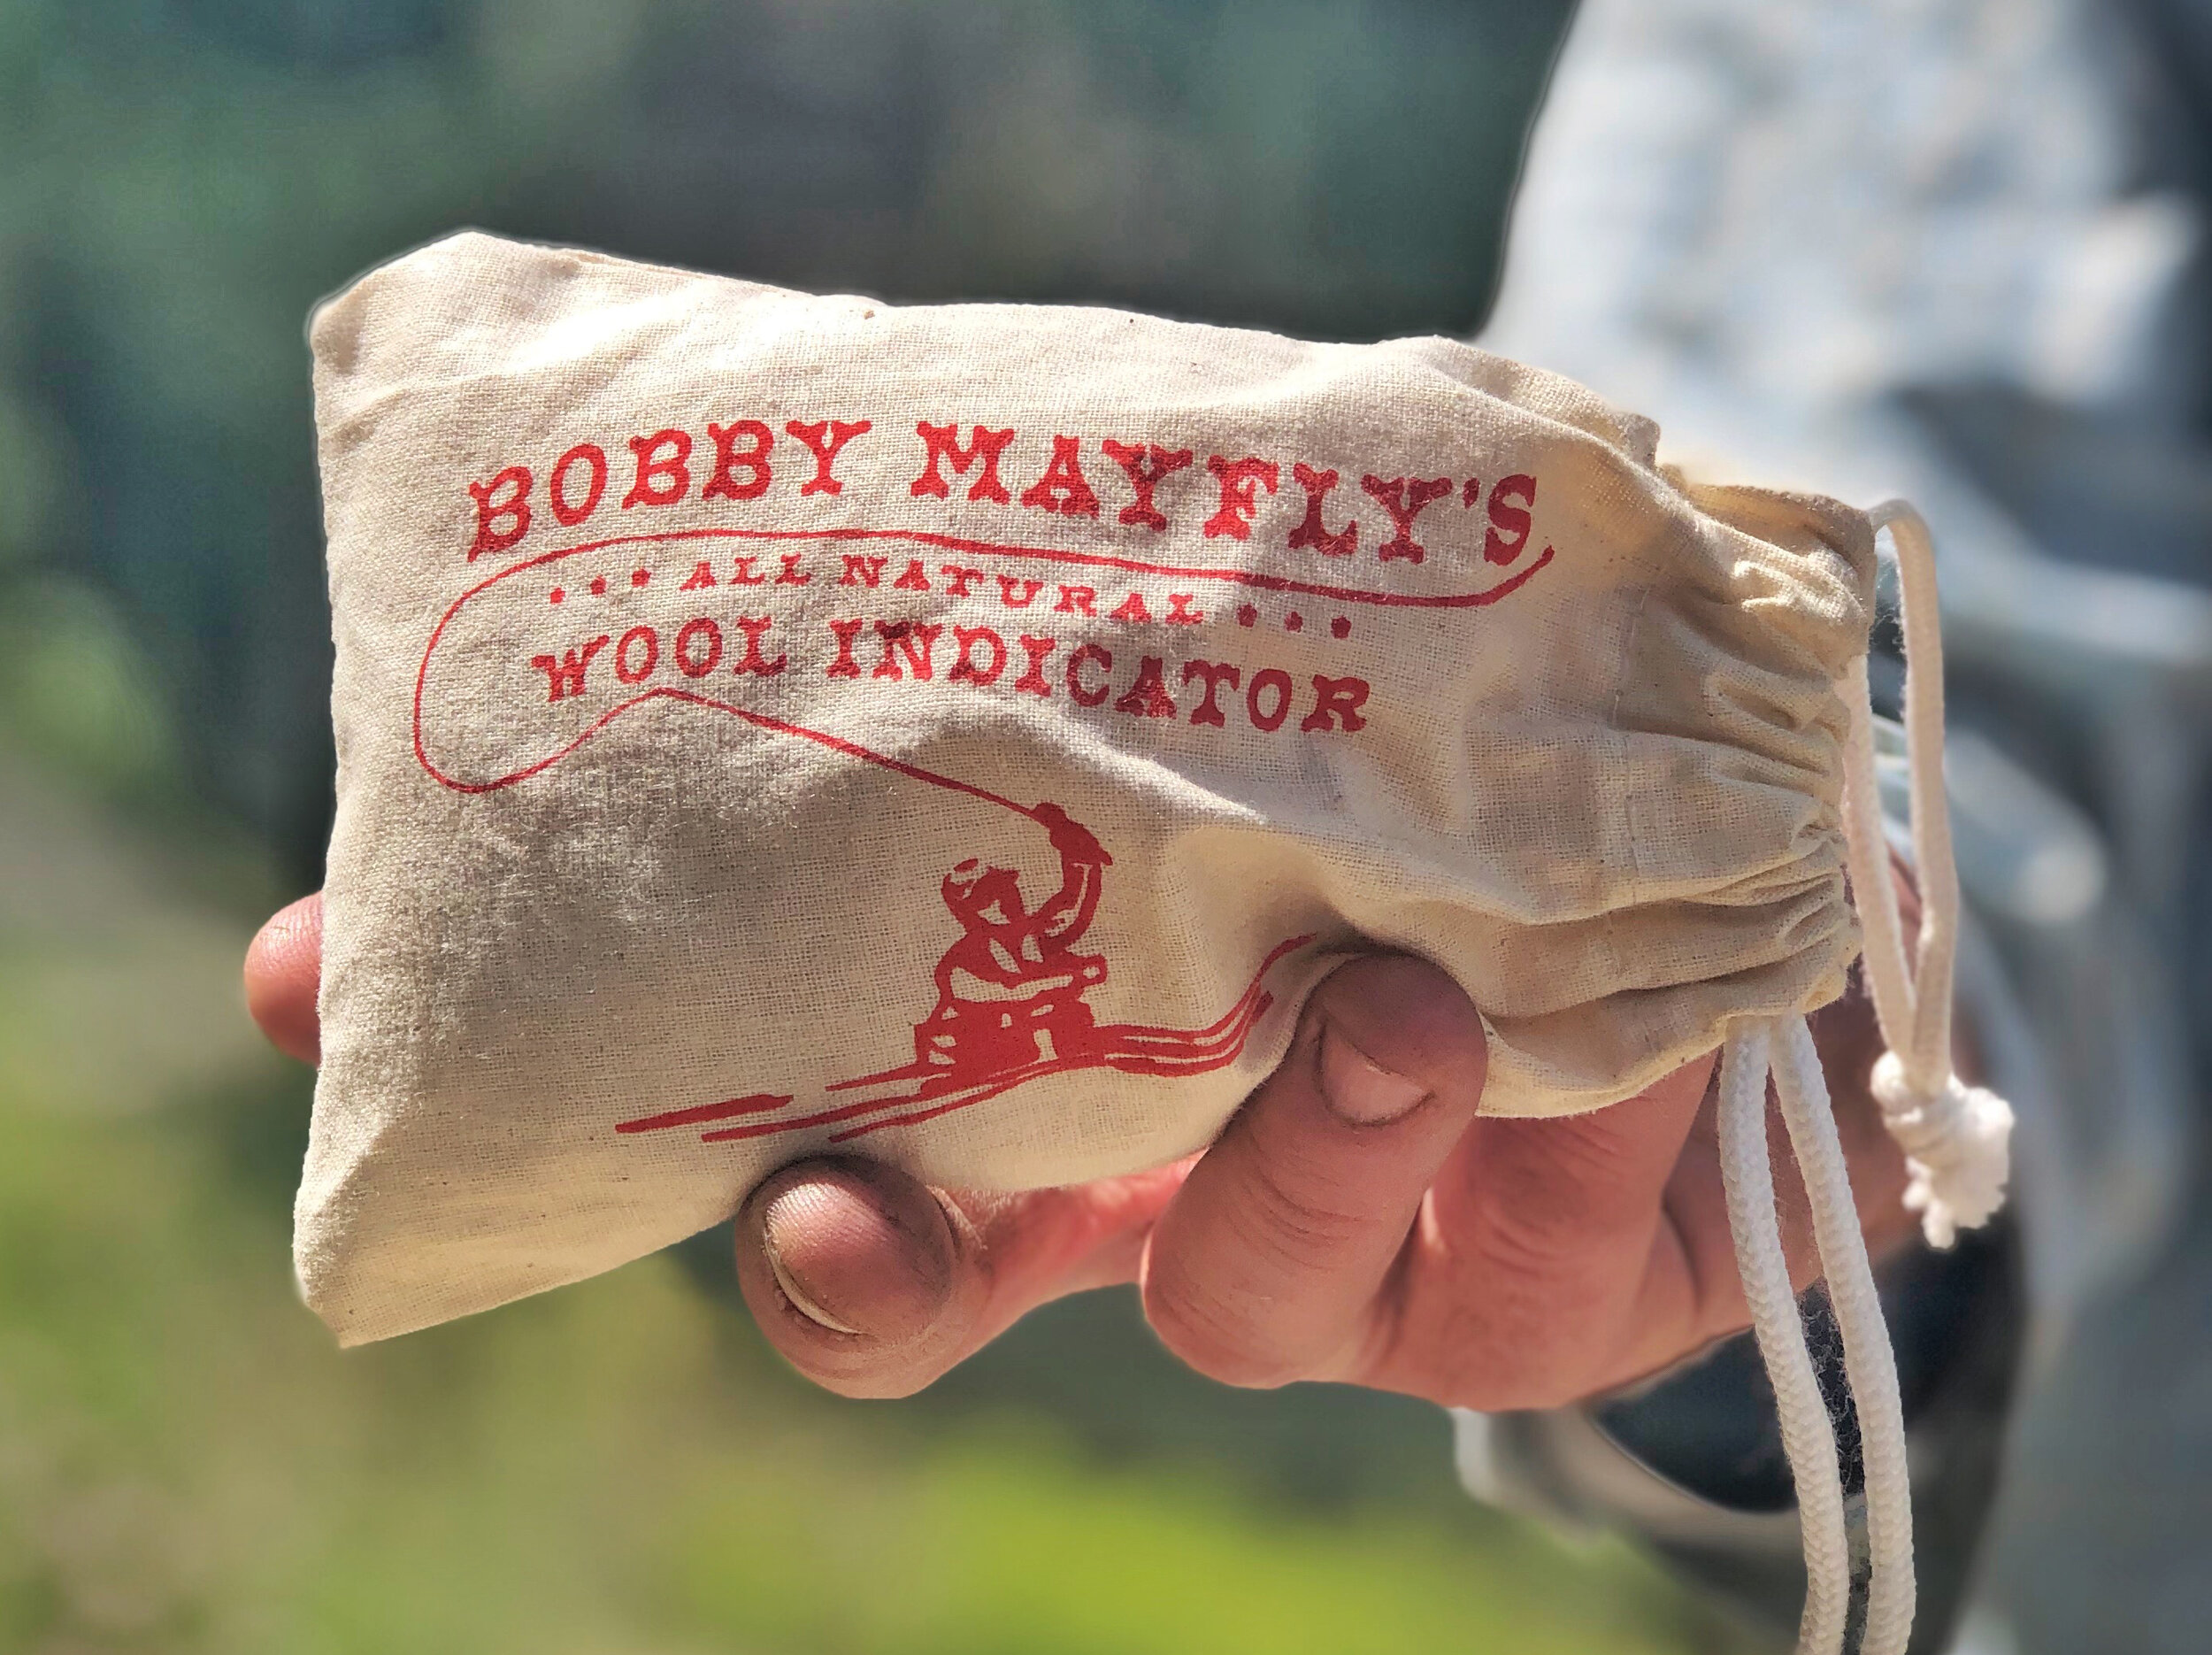 BOBBY MAYFLY'S
... ALL NATURAL ...
WOOL INDICATOR